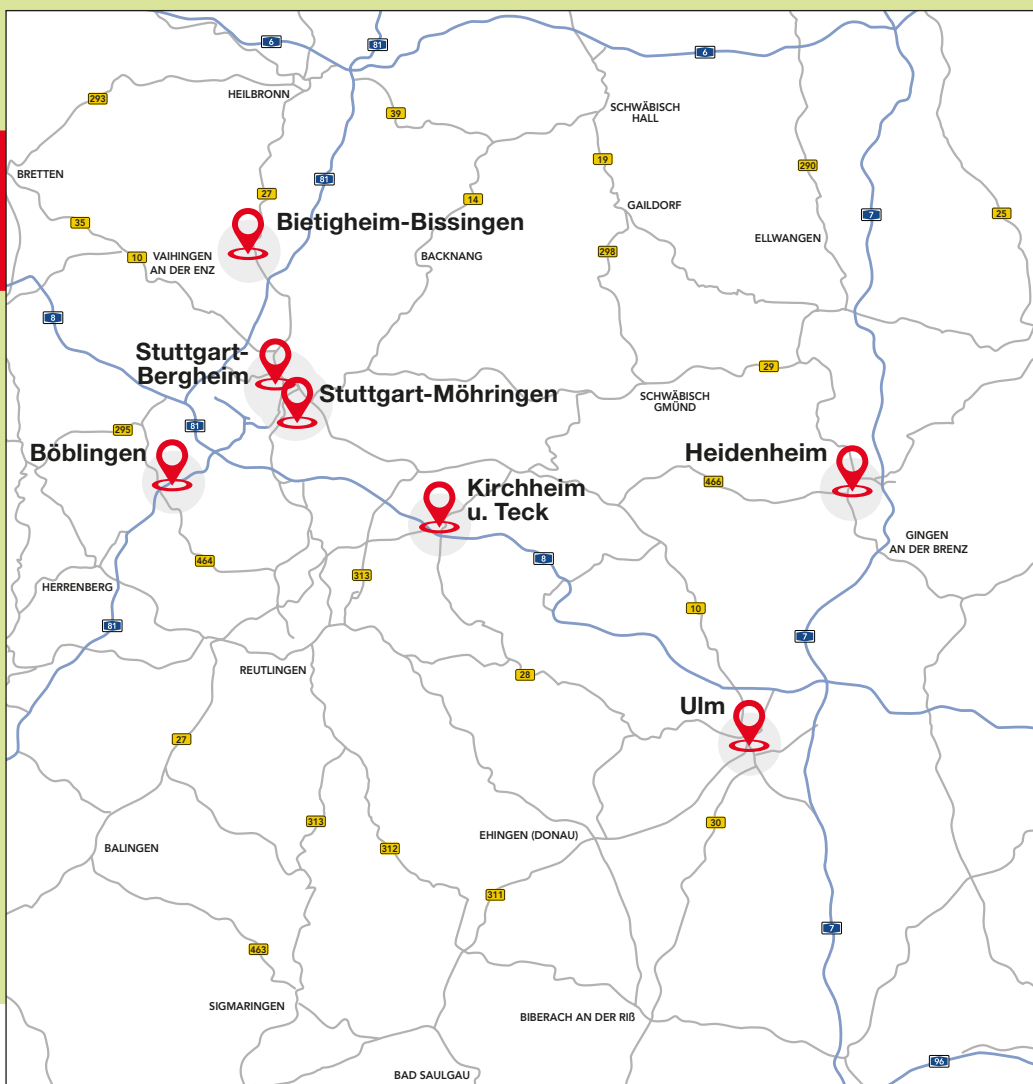 6
81
6
HEILBRONN
293
39
SCHWÄBISCH
HALL
19
290
BRETTEN
81
27
14
GAILDORF
7
25
35
Bietigheim-Bissingen
ELLWANGEN
10
VAIHINGEN
AN DER ENZ
BACKNANG
298
8
Stuttgart-
Bergheim
29
Stuttgart-Möhringen
SCHWÄBISCH
GMÜND
295
81
Böblingen
Heidenheim
466
Kirchheim
u. Teck
GINGEN
AN DER BRENZ
464
8
313
HERRENBERG
10
81
7
REUTLINGEN
28
Ulm
27
313
30
EHINGEN (DONAU)
BALINGEN
312
311
7
463
SIGMARINGEN
BIBERACH AN DER RIß
96
BAD SAULGAU